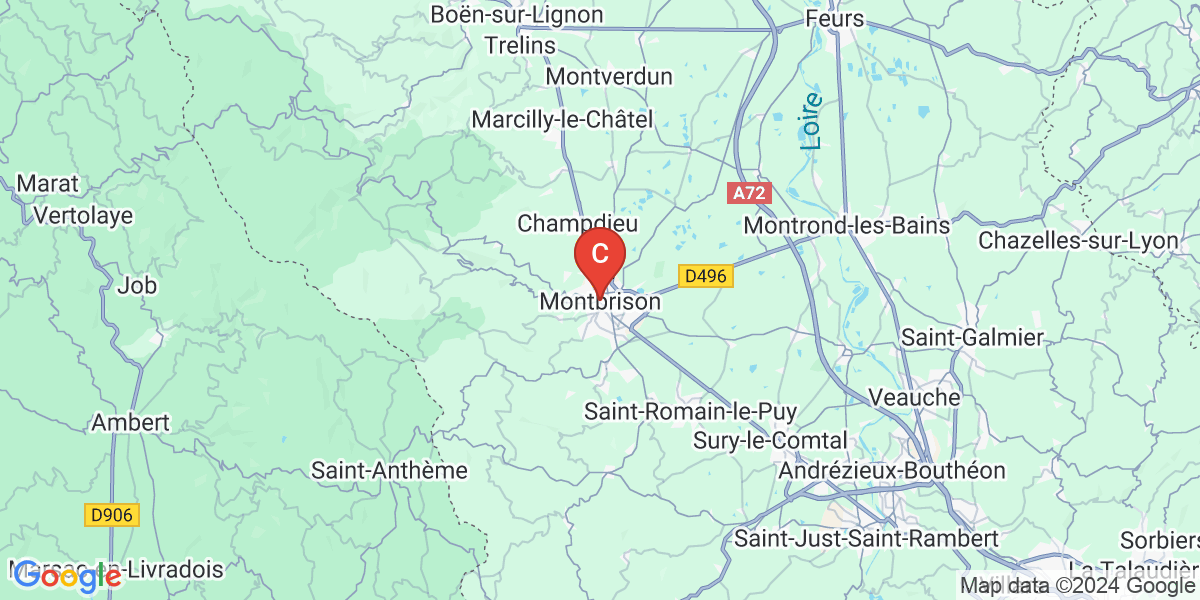 Boën-sur-Lignon
Feurs
Trelins
Montverdun
Loire
Marcilly-le-Châtel
Marat
A72
Vertolaye
Champdieu
Montrond-les-Bains
Chazelles-sur-Lyon
C
D496
Job
Montbrison
Saint-Galmier
Veauche
Saint-Romain-le-Puy
Ambert
Sury-le-Comtal
Saint-Anthème
Andrézieux-Bouthéon
D906
Saint-Just-Saint-Rambert
Sorbiers
Marsac-en-Livradois
La Talaudièr
Google
Map data ©2024 Google